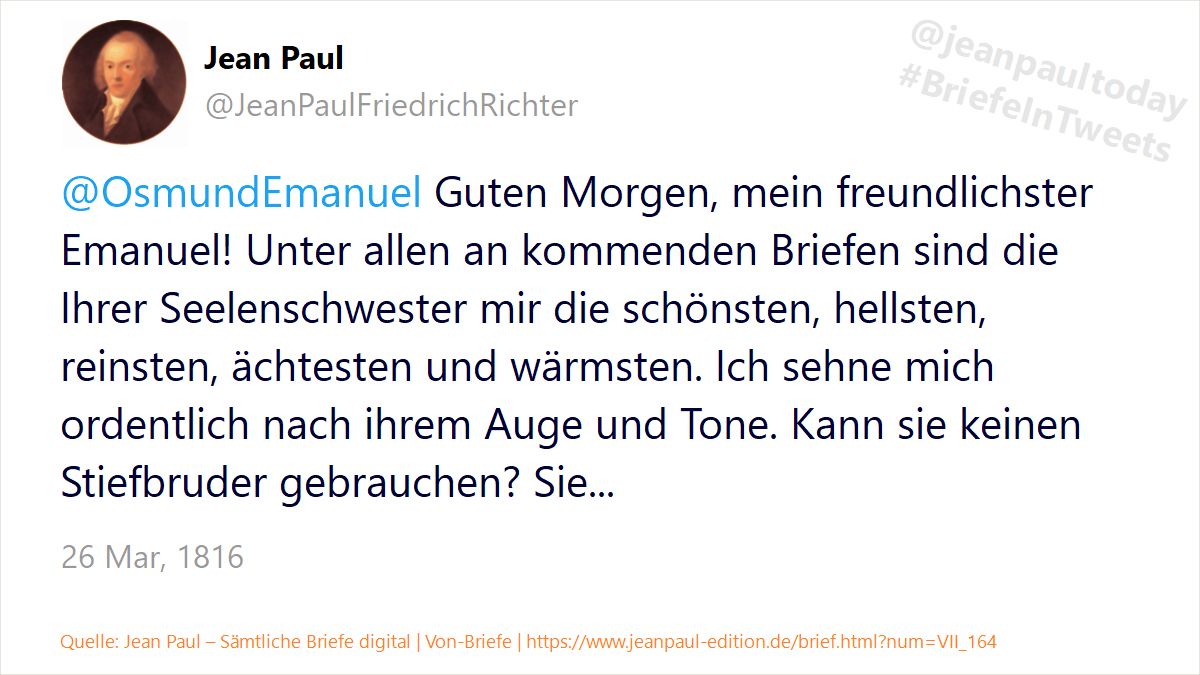 Jean Paul
@JeanPaulFriedrichRichter
@jeanpaultoday
#BriefeInTweets
@OsmundEmanuel Guten Morgen, mein freundlichster
Emanuel! Unter allen an kommenden Briefen sind die
Ihrer Seelenschwester mir die schönsten, hellsten,
reinsten, ächtesten und wärmsten. Ich sehne mich
ordentlich nach ihrem Auge und Tone. Kann sie keinen
Stiefbruder gebrauchen? Sie...
26 Mar, 1816
Quelle: Jean Paul – Sämtliche Briefe digital | Von-Briefe | https://www.jeanpaul-edition.de/brief.html?num=VII_164